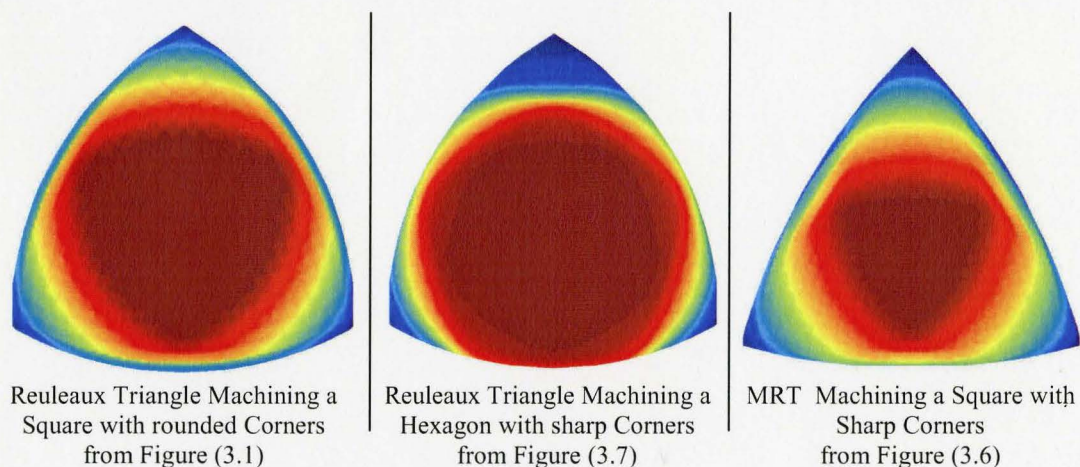 Reuleaux Triangle Machining a
Square with rounded Corners
from Figure (3.1)
Reuleaux Triangle Machining a
Hexagon with sharp Corners
from Figure (3.7)
MRT Machining a Square with
Sharp Corners
from Figure (3.6)